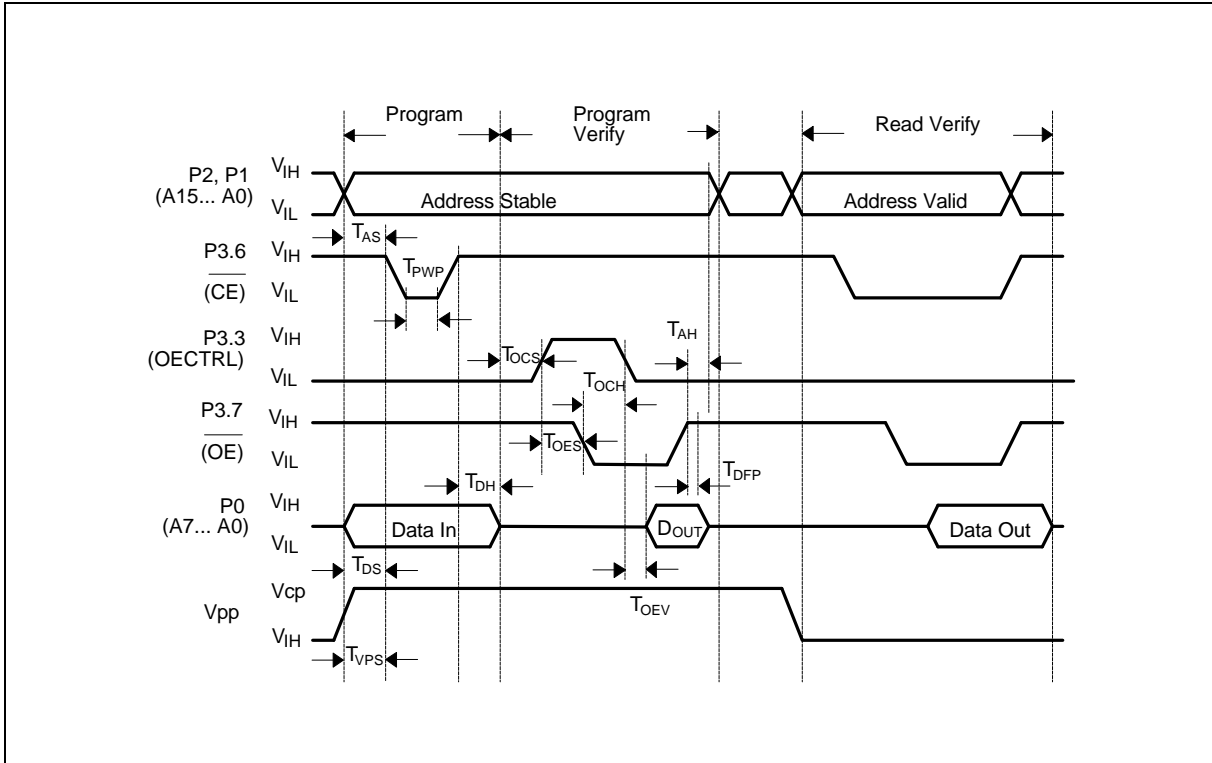 Program
Program
Verify
Read Verify
P2, P1
(A15... A0)
VIH
VIL
Address Stable
Address Valid
TAS
P3.6
(CE)
VIH
VIL
TPWP
P3.3
(OECTRL)
VIH
VIL
TOCS
TAH
TOCH
P3.7
(OE)
VIH
VIL
TOES
TDFP
TDH
P0
(A7... A0)
VIH
VIL
Data In
DOUT
Data Out
TDS
Vpp
Vcp
VIH
TOEV
TVPS